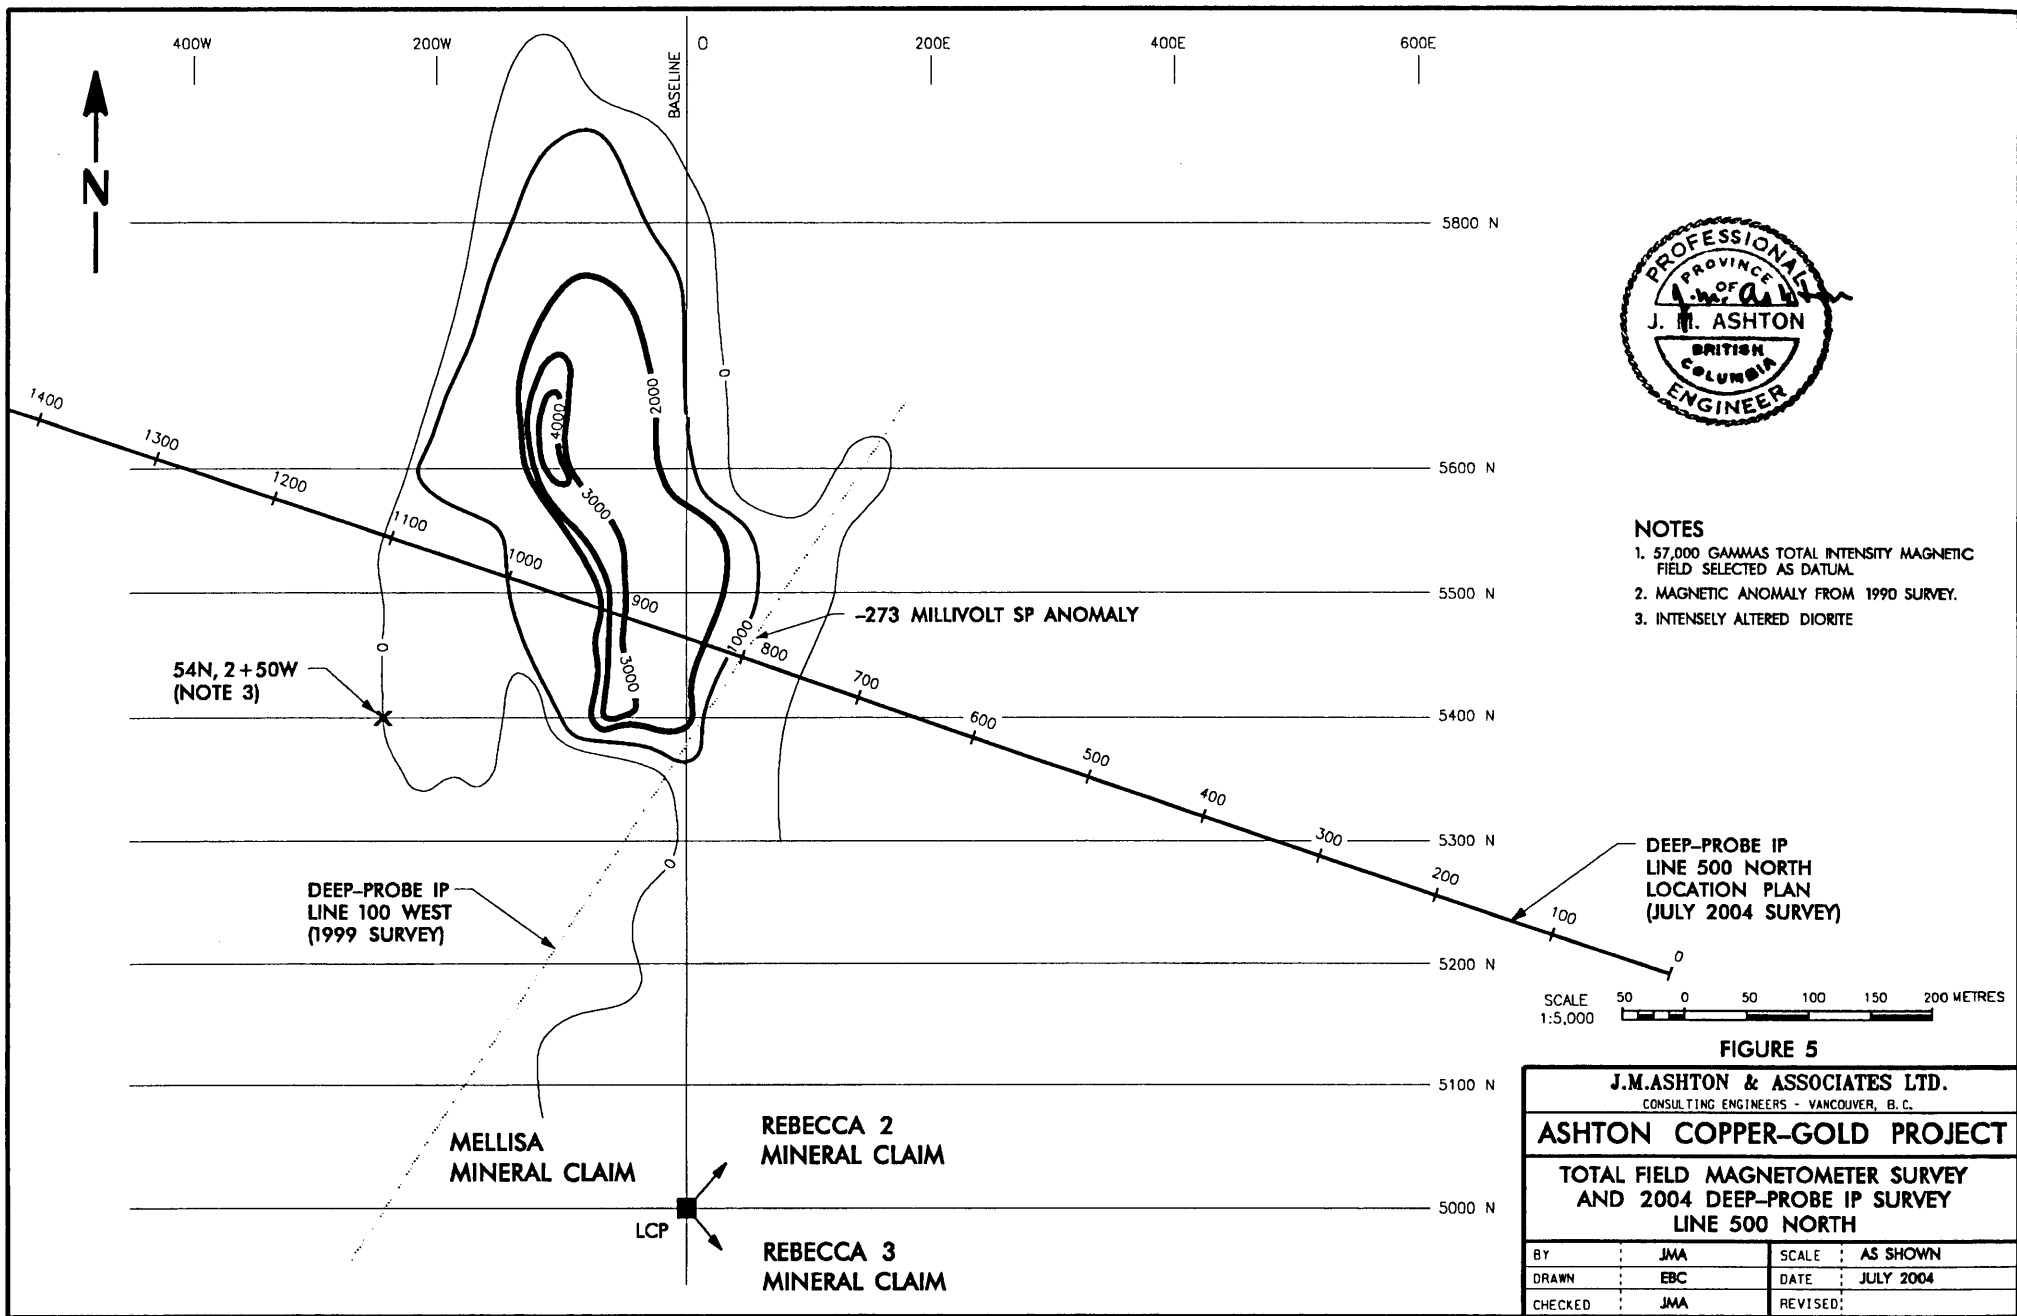 400W
200W
BASELINE
0
200E
400E
600E
N
5800 N
PROFESSIONAL
PROVINCE
OF
J. M. ASHTON
BRITISH
COLUMBIA
ENGINEER
0
2000
4000
3000
1400
1300
1200
1100
1000
900
800
700
600
500
400
300
200
100
0
5600 N
5500 N
5400 N
5300 N
5200 N
5100 N
5000 N
NOTES
1. 57,000 GAMMAS TOTAL INTENSITY MAGNETIC
FIELD SELECTED AS DATUM.
2. MAGNETIC ANOMALY FROM 1990 SURVEY.
3. INTENSELY ALTERED DIORITE
-273 MILLIVOLT SP ANOMALY
1000
3000
0
54N, 2+50W
(NOTE 3)
0
DEEP-PROBE IP
LINE 100 WEST
(1999 SURVEY)
DEEP-PROBE IP
LINE 500 NORTH
LOCATION PLAN
(JULY 2004 SURVEY)
SCALE
1:5,000
50 0 50 100 150 200 METRES
MELLISA
MINERAL CLAIM
REBECCA 2
MINERAL CLAIM
LCP
REBECCA 3
MINERAL CLAIM
FIGURE 5
J.M.ASHTON & ASSOCIATES LTD.
CONSULTING ENGINEERS - VANCOUVER, B.C.
ASHTON COPPER-GOLD PROJECT
TOTAL FIELD MAGNETOMETER SURVEY
AND 2004 DEEP-PROBE IP SURVEY
LINE 500 NORTH
BY JMA SCALE AS SHOWN
DRAWN EBC DATE JULY 2004
CHECKED JMA REVISED